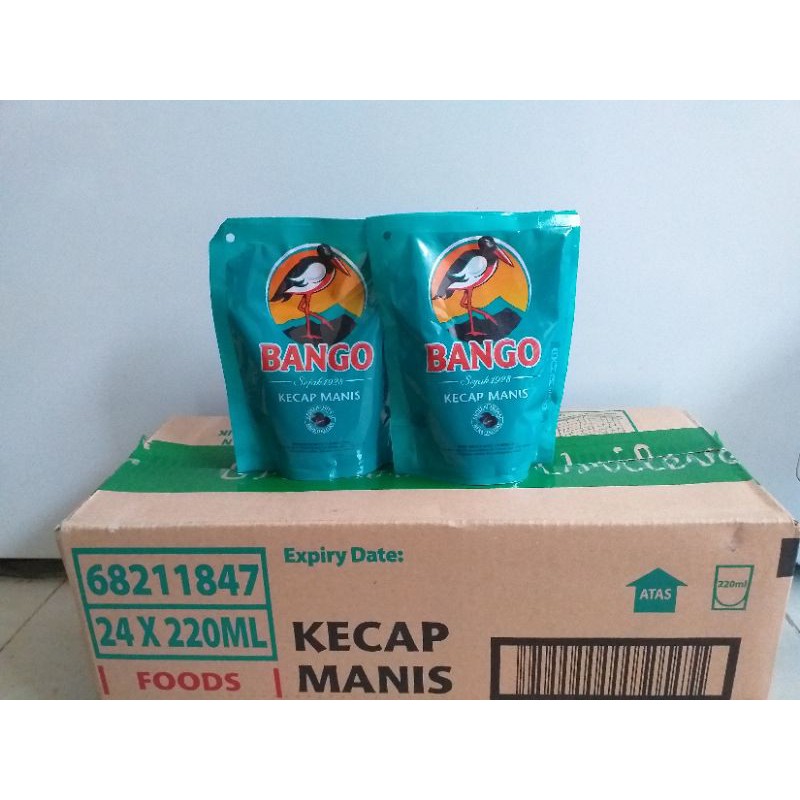 BANGO
Sejak 1928
KECAP MANIS
BANGO
Sejak 1928
KECAP MANIS
Unilever
68211847
24 X 220ML
FOODS
Expiry Date:
KECAP
MANIS
ATAS
220ml